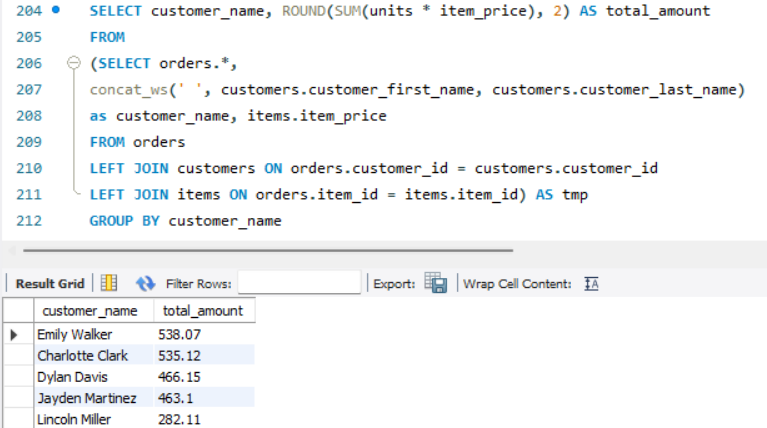 204 SELECT customer_name, ROUND(SUM(units * item_price), 2) AS total_amount
205 FROM
206 (SELECT orders.*,
207 concat_ws(' ', customers.customer_first_name, customers.customer_last_name)
208 as customer_name, items.item_price
209 FROM orders
210 LEFT JOIN customers ON orders.customer_id = customers.customer_id
211 LEFT JOIN items ON orders.item_id = items.item_id) AS tmp
212 GROUP BY customer_name
Result Grid Filter Rows: Export: Wrap Cell Content: IA
customer_name total_amount
Emily Walker 538.07
Charlotte Clark 535.12
Dylan Davis 466.15
Jayden Martinez 463.1
Lincoln Miller 282.11